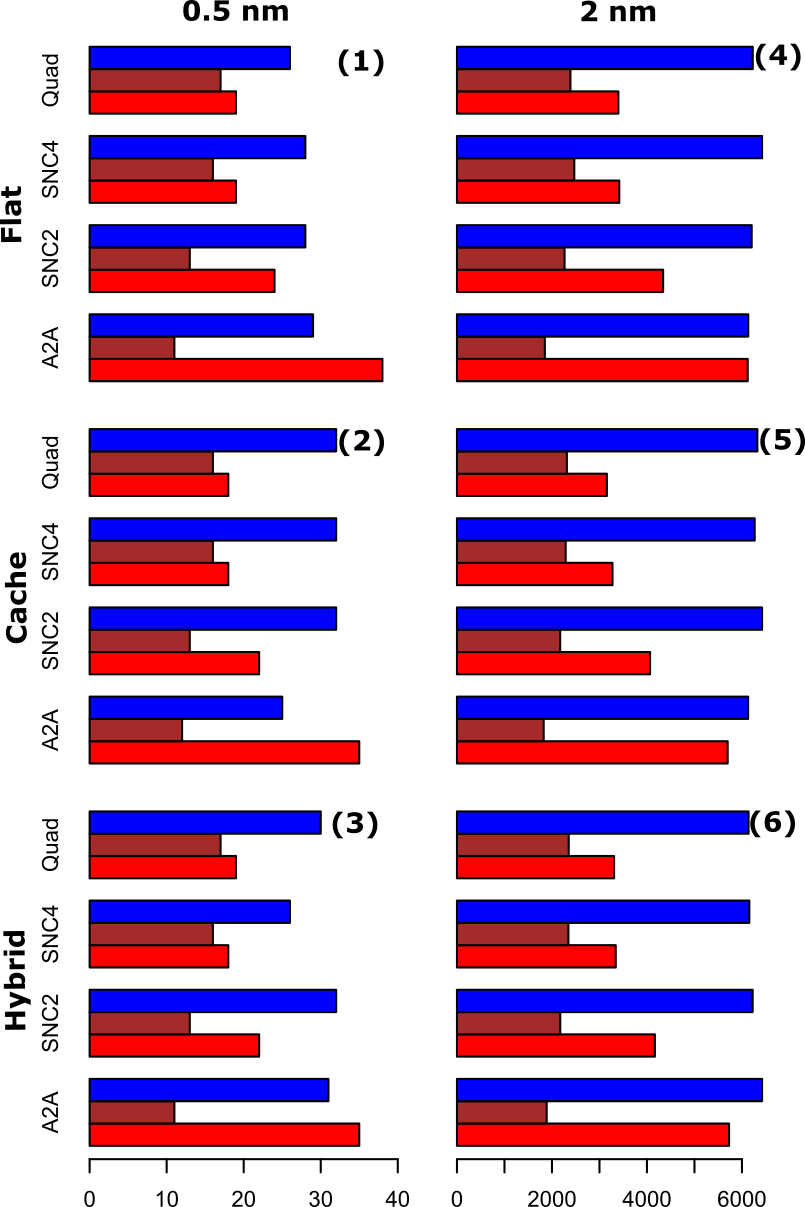 0.5 nm
2 nm
Flat
Quad
(1)
(4)
SNC4
SNC2
A2A
Cache
Quad
(2)
(5)
SNC4
SNC2
A2A
Hybrid
Quad
(3)
(6)
SNC4
SNC2
A2A
0 10 20 30 40
0 2000 4000 6000